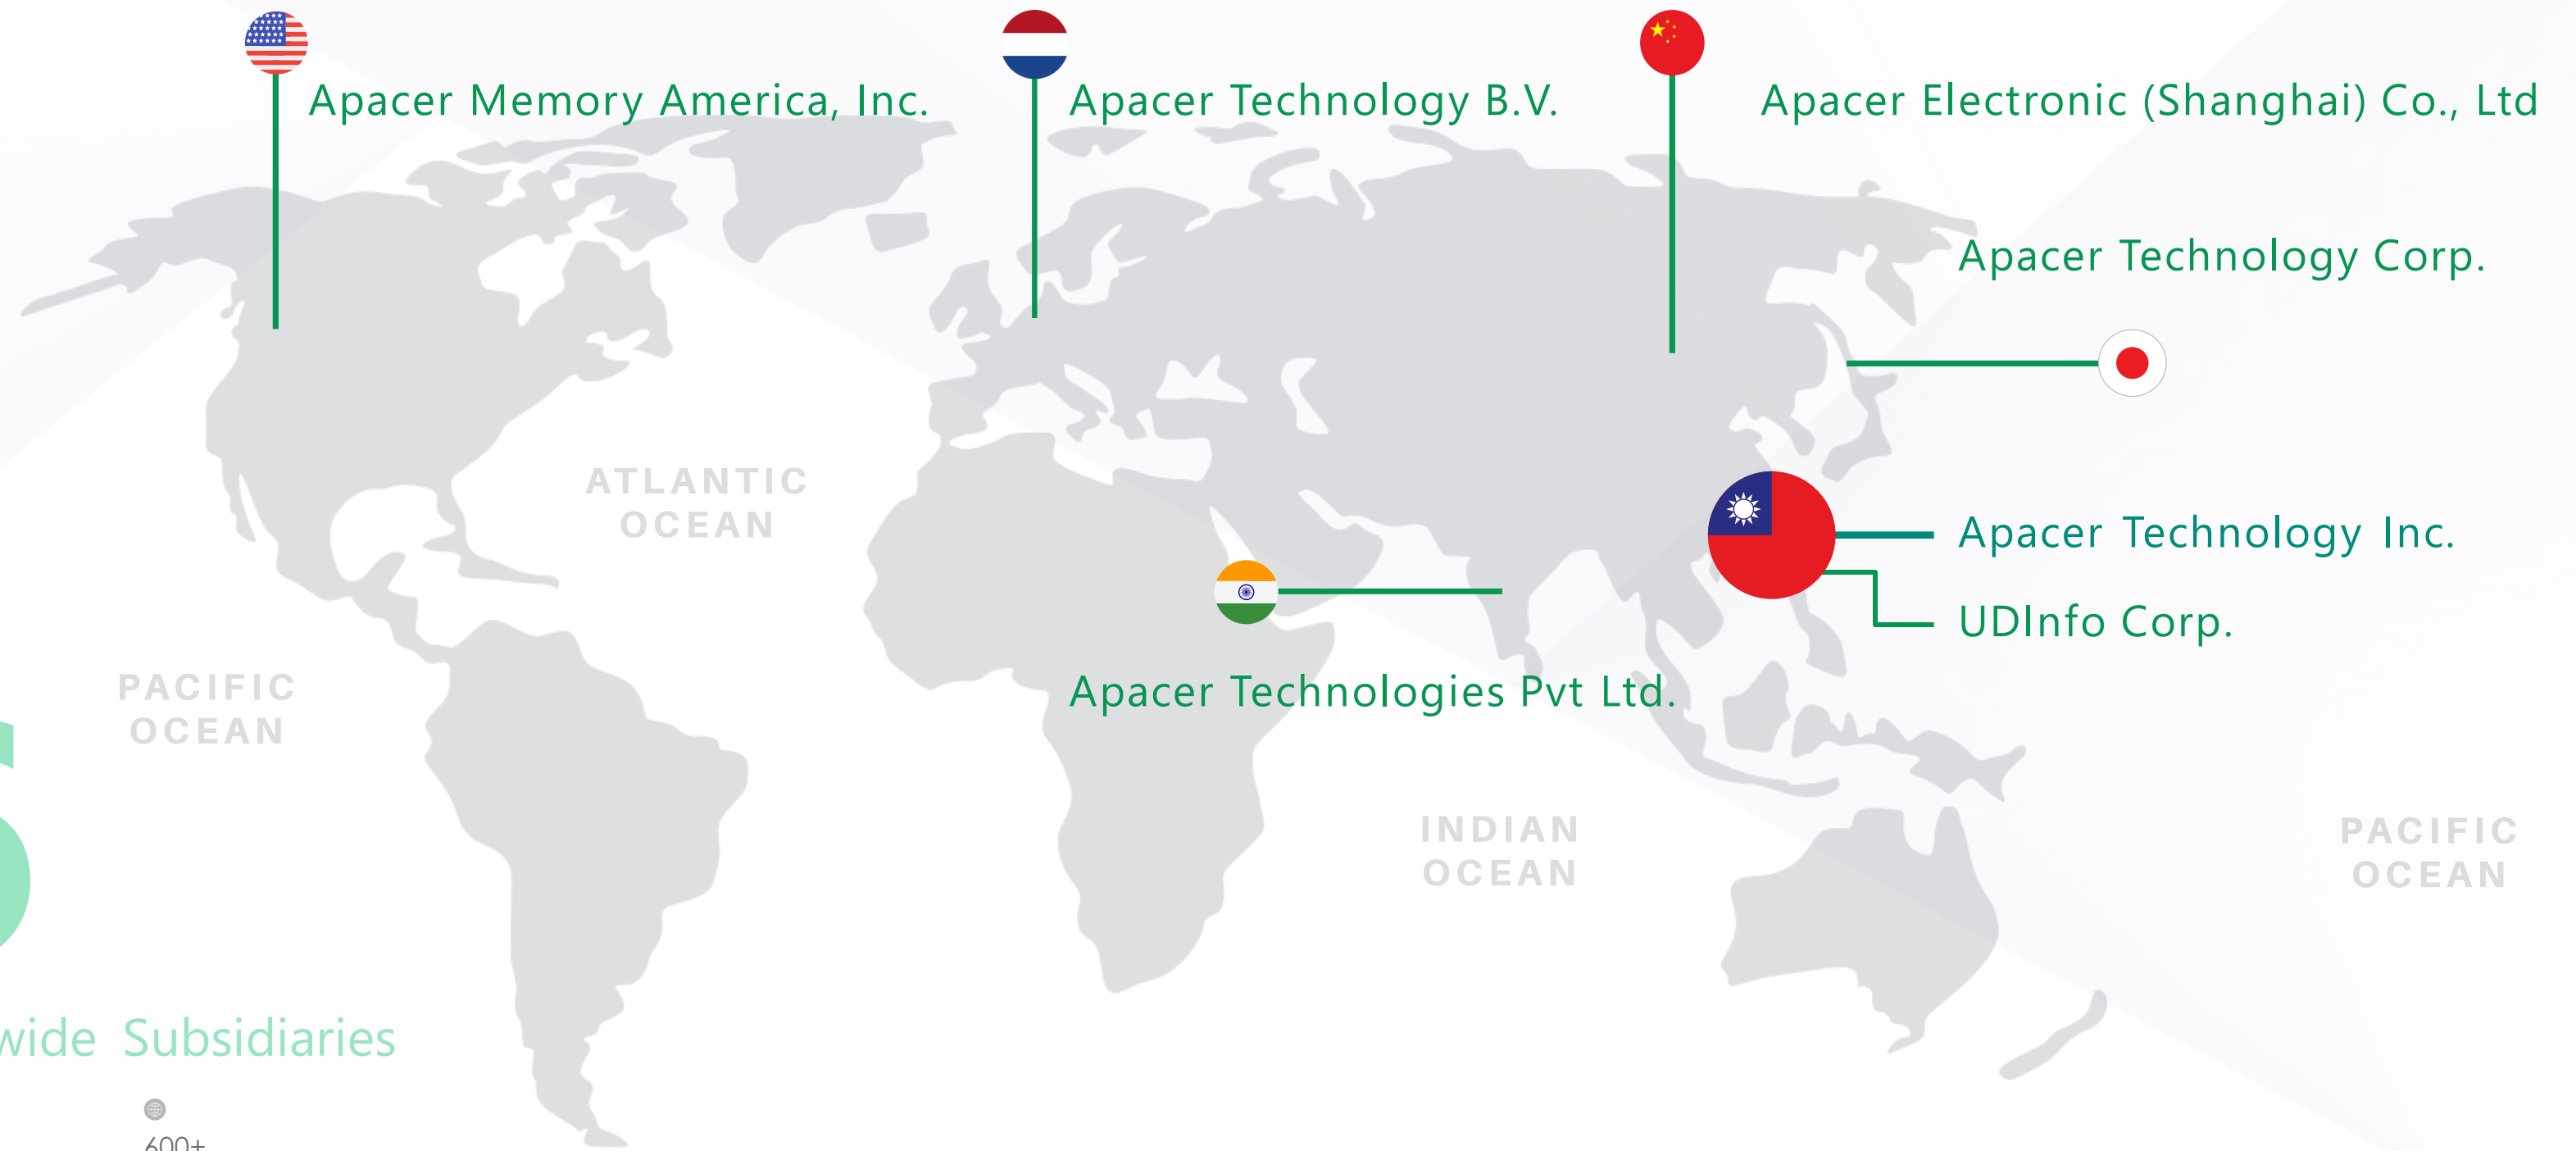 Apacer Memory America, Inc.
Apacer Technology B.V.
Apacer Electronic (Shanghai) Co., Ltd
Apacer Technology Corp.
ATLANTIC
OCEAN
Apacer Technology Inc.
UDInfo Corp.
Apacer Technologies Pvt Ltd.
PACIFIC
OCEAN
INDIAN
OCEAN
PACIFIC
OCEAN
wide Subsidiaries
600+